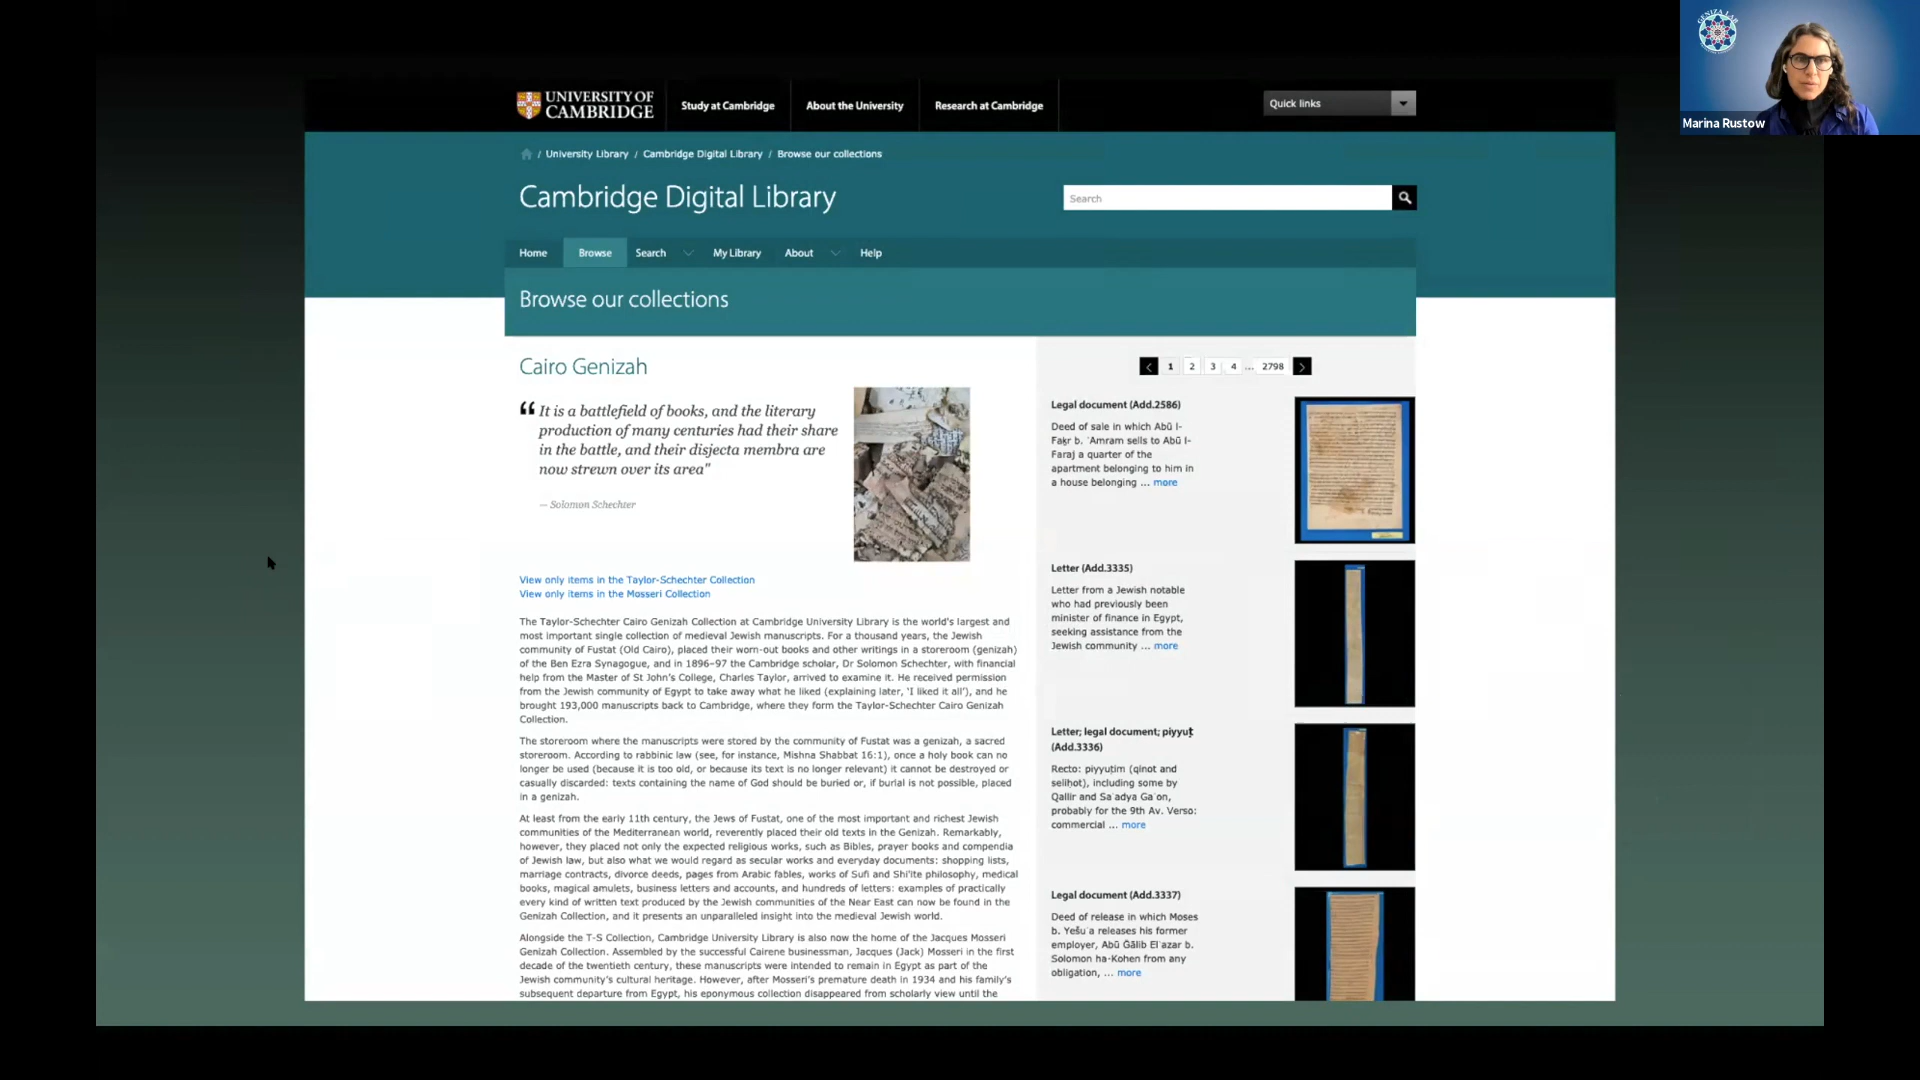 GENIZA LAB
Marina Rustow
UNIVERSITY OF
CAMBRIDGE
Study at Cambridge
About the University
Research at Cambridge
Quick links
/ University Library / Cambridge Digital Library / Browse our collections
Cambridge Digital Library
Search
Home
Browse
Search
My Library
About
Help
Browse our collections
Cairo Genizah
“ It is a battlefield of books, and the literary
production of many centuries had their share
in the battle, and their disjecta membra are
now strewn over its area"
— Solomon Schechter
View only items in the Taylor-Schechter Collection
View only items in the Mosseri Collection
The Taylor-Schechter Cairo Genizah Collection at Cambridge University Library is the world's largest and
most important single collection of medieval Jewish manuscripts. For a thousand years, the Jewish
community of Fustat (Old Cairo), placed their worn-out books and other writings in a storeroom (genizah)
of the Ben Ezra Synagogue, and in 1896–97 the Cambridge scholar, Dr Solomon Schechter, with financial
help from the Master of St John's College, Charles Taylor, arrived to examine it. He received permission
from the Jewish community of Egypt to take away what he liked (explaining later, 'I liked it all'), and he
brought 193,000 manuscripts back to Cambridge, where they form the Taylor-Schechter Cairo Genizah
Collection.
The storeroom where the manuscripts were stored by the community of Fustat was a genizah, a sacred
storeroom. According to rabbinic law (see, for instance, Mishna Shabbat 16:1), once a holy book can no
longer be used (because it is too old, or because its text is no longer relevant) it cannot be destroyed or
casually discarded: texts containing the name of God should be buried or, if burial is not possible, placed
in a genizah.
At least from the early 11th century, the Jews of Fustat, one of the most important and richest Jewish
communities of the Mediterranean world, reverently placed their old texts in the Genizah. Remarkably,
however, they placed not only the expected religious works, such as Bibles, prayer books and compendia
of Jewish law, but also what we would regard as secular works and everyday documents: shopping lists,
marriage contracts, divorce deeds, pages from Arabic fables, works of Sufi and Shi'ite philosophy, medical
books, magical amulets, business letters and accounts, and hundreds of letters: examples of practically
every kind of written text produced by the Jewish communities of the Near East can now be found in the
Genizah Collection, and it presents an unparalleled insight into the medieval Jewish world.
Alongside the T-S Collection, Cambridge University Library is also now the home of the Jacques Mosseri
Genizah Collection. Assembled by the successful Cairene businessman, Jacques (Jack) Mosseri in the first
decade of the twentieth century, these manuscripts were intended to remain in Egypt as part of the
Jewish community's cultural heritage. However, after Mosseri's premature death in 1934 and his family's
subsequent departure from Egypt, his eponymous collection disappeared from scholarly view until the
1 2 3 4 ... 2798
Legal document (Add.2586)
Deed of sale in which Abū l-
Faḵr b. ʿAmram sells to Abū l-
Faraj a quarter of the
apartment belonging to him in
a house belonging ... more
Letter (Add.3335)
Letter from a Jewish notable
who had previously been
minister of finance in Egypt,
seeking assistance from the
Jewish community ... more
Letter; legal document; piyyuṭ
(Add.3336)
Recto: piyyuṭim (qinot and
seliḥot), including some by
Qallir and Saʿadya Gaʾon,
probably for the 9th Av. Verso:
commercial ... more
Legal document (Add.3337)
Deed of release in which Moses
b. Yešuʿa releases his former
employer, Abū Ġālib Elʿazar b.
Solomon ha-Kohen from any
obligation, ... more